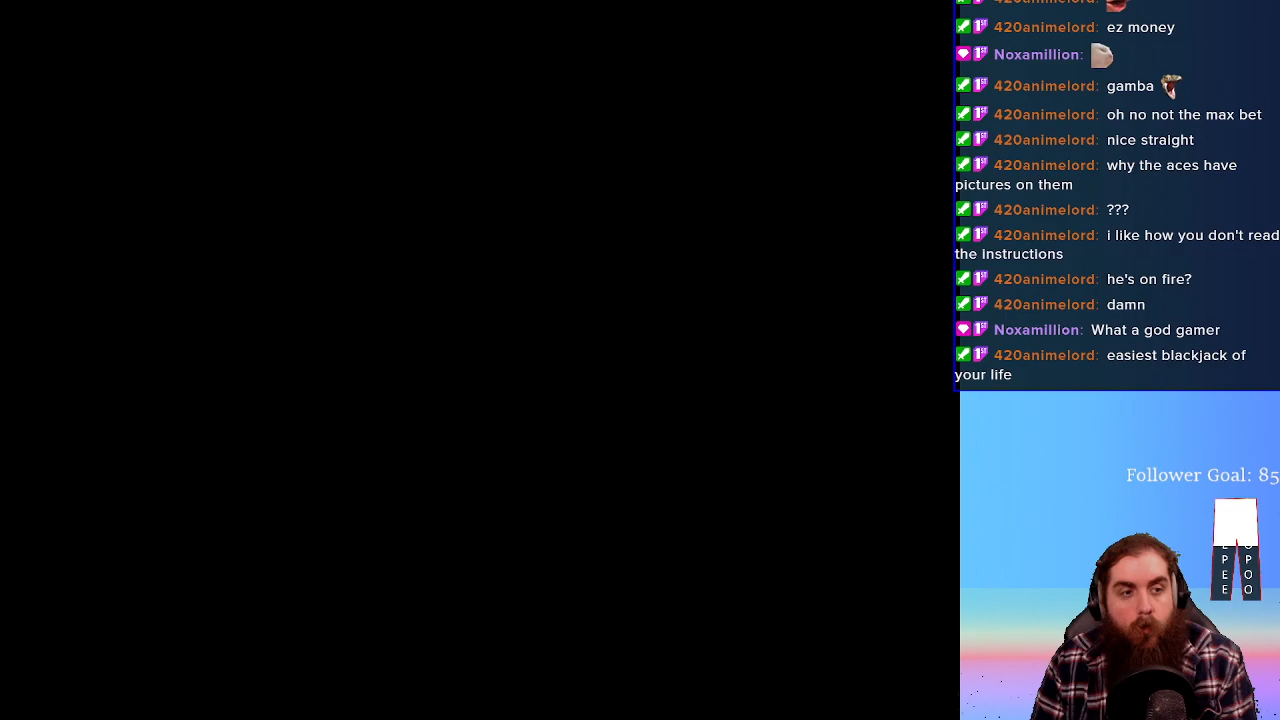 420animelord:
420animelord: ez money
Noxamillion:
420animelord: gamba
420animelord: oh no not the max bet
420animelord: nice straight
420animelord: why the aces have
pictures on them
420animelord: ???
420animelord: i like how you don't read
the instructions
420animelord: he's on fire?
420animelord: damn
Noxamillion: What a god gamer
420animelord: easiest blackjack of
your life
Follower Goal: 85
P P
E O
E O